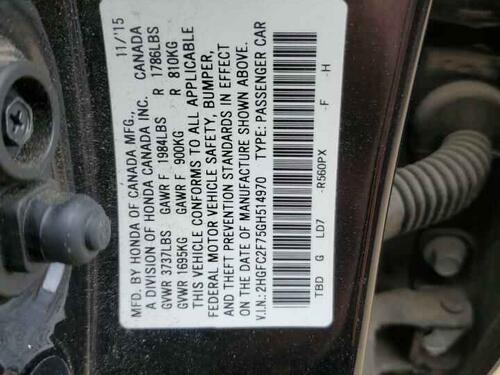 MFD. BY HONDA OF CANADA MFG., 11/'15
A DIVISION OF HONDA CANADA INC. CANADA
GVWR 3737LBS GAWR F 1984LBS R 1786LBS
GVWR 1695KG GAWR F 900KG R 810KG
THIS VEHICLE CONFORMS TO ALL APPLICABLE
FEDERAL MOTOR VEHICLE SAFETY, BUMPER,
AND THEFT PREVENTION STANDARDS IN EFFECT
ON THE DATE OF MANUFACTURE SHOWN ABOVE.
V.I.N.: 2HGFC2F75GH514970 TYPE: PASSENGER CAR
TBD G LD7 -R560PX -F -H